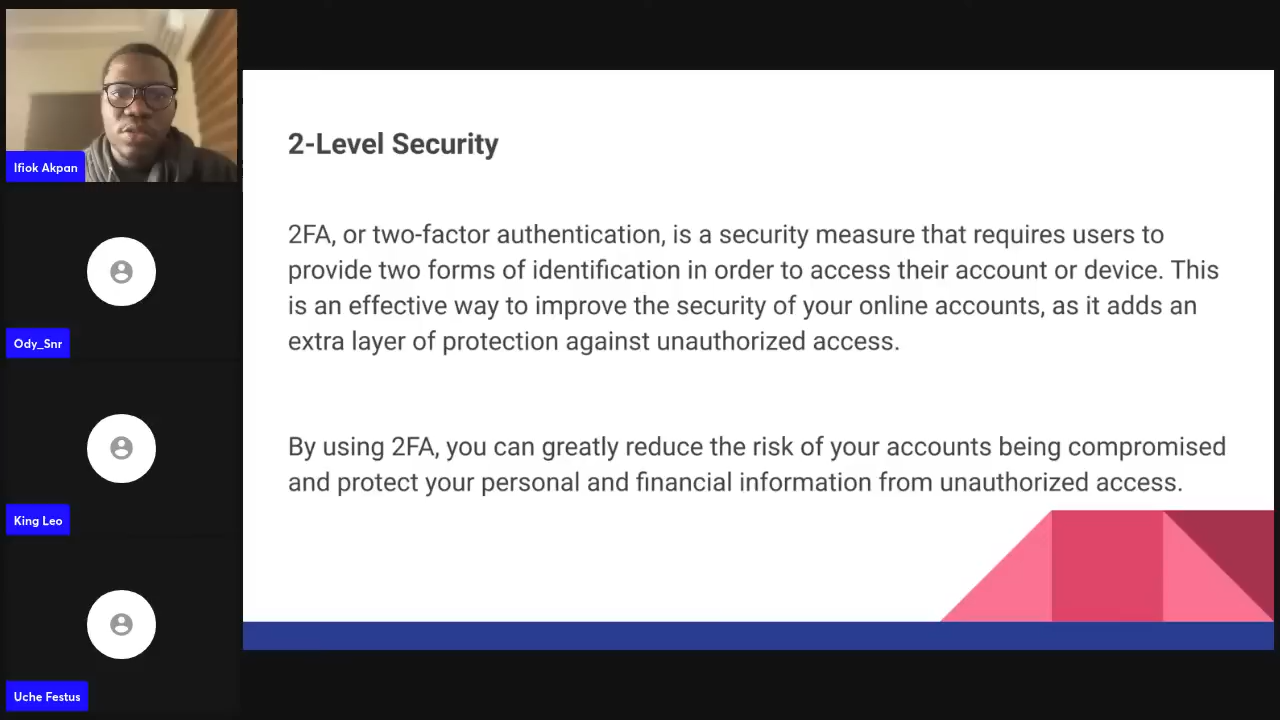 Ifiok Akpan
Ody_Snr
King Leo
Uche Festus
2-Level Security
2FA, or two-factor authentication, is a security measure that requires users to
provide two forms of identification in order to access their account or device. This
is an effective way to improve the security of your online accounts, as it adds an
extra layer of protection against unauthorized access.
By using 2FA, you can greatly reduce the risk of your accounts being compromised
and protect your personal and financial information from unauthorized access.